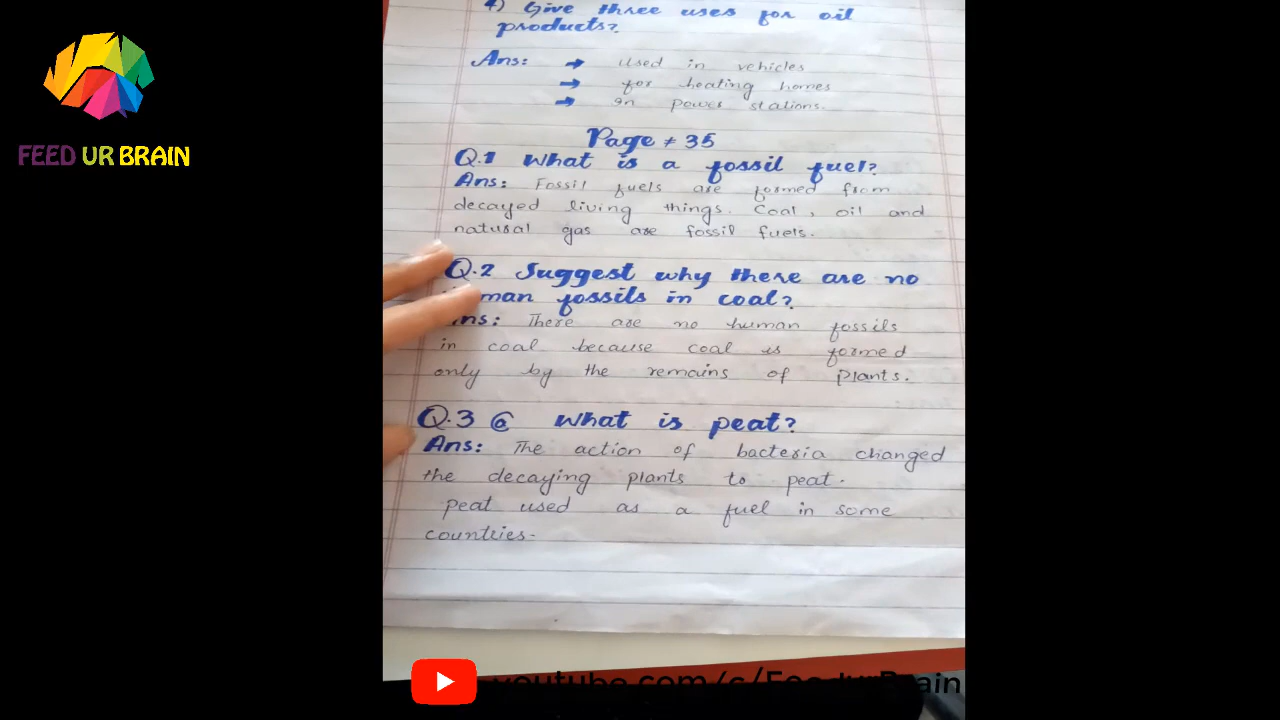 4) Give three uses for oil
products?
Ans: → used in vehicles
→ for heating homes
→ In power stations.
Page # 35
Q.1 What is a fossil fuel?
Ans: Fossil fuels are formed from
decayed living things. Coal, oil and
natural gas are fossil fuels.
Q.2 Suggest why there are no
man fossils in coal?
Ans: There are no human fossils
in coal because coal is formed
only by the remains of plants.
Q.3 @ What is peat?
Ans: The action of bacteria changed
the decaying plants to peat.
peat used as a fuel in some
countries.
FEED UR BRAIN
youtube.com/c/FeedurBrain